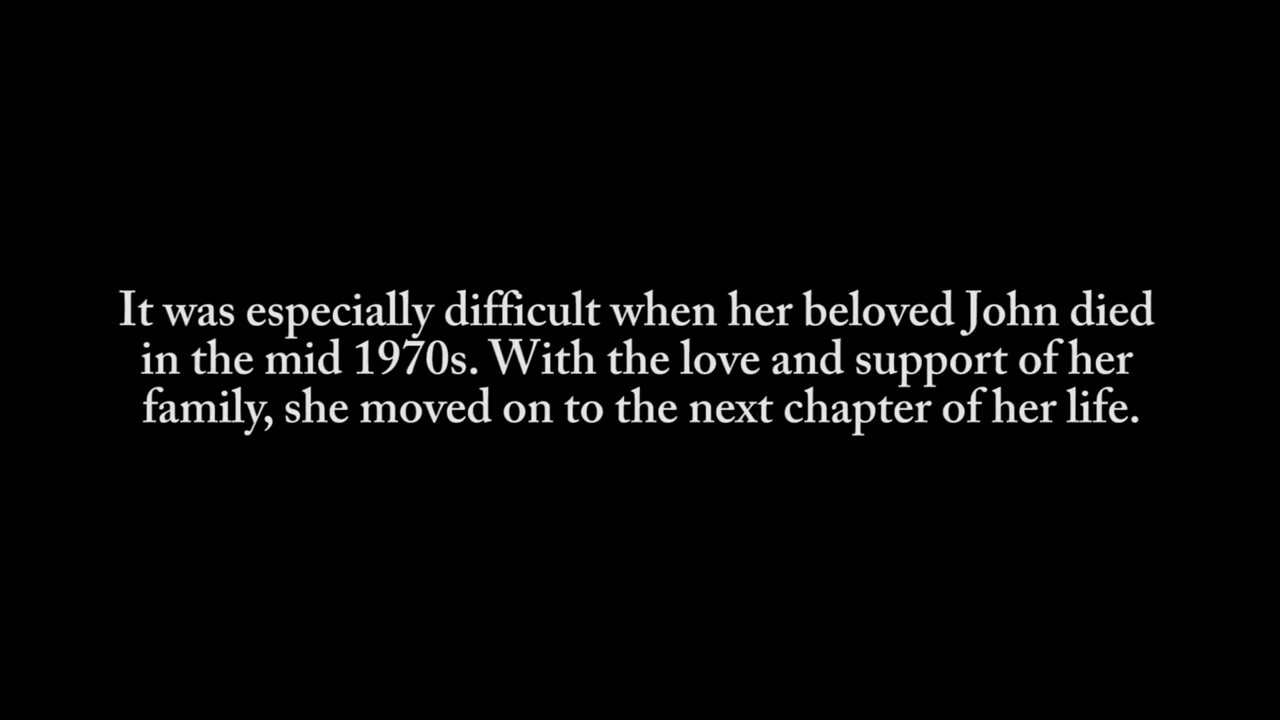 It was especially difficult when her beloved John died
in the mid 1970s. With the love and support of her
family, she moved on to the next chapter of her life.